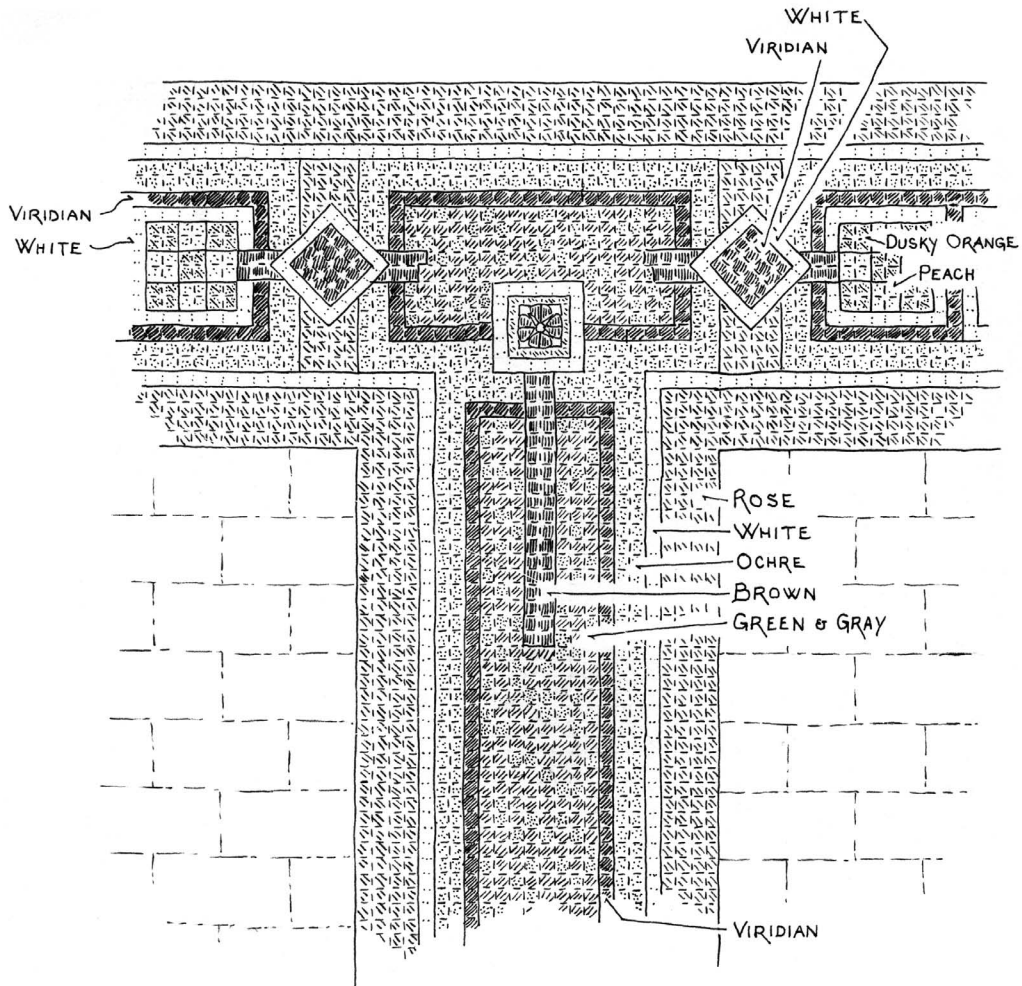 WHITE
VIRIDIAN
VIRIDIAN
WHITE
DUSKY ORANGE
PEACH
ROSE
WHITE
OCHRE
BROWN
GREEN & GRAY
VIRIDIAN